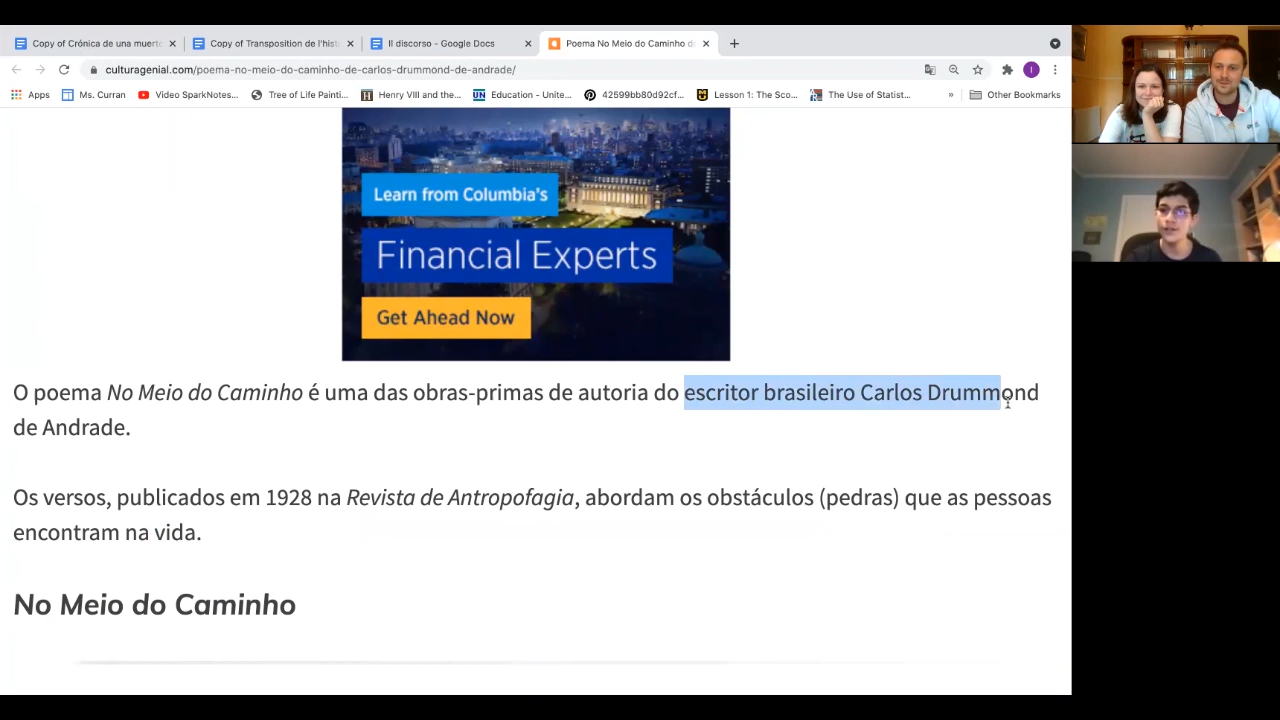 Copy of Crónica de una muerte
Copy of Transposition de l'hist
Il discorso - Google Docs
Poema No Meio do Caminho d
culturagenial.com/poema-no-meio-do-caminho-de-carlos-drummond-de-andrade/
Apps
Ms. Curran
Video SparkNotes...
Tree of Life Painti...
Henry VIII and the...
Education - Unite...
42599bb80d92cf...
Lesson 1: The Sco...
The Use of Statist...
»
Other Bookmarks
Learn from Columbia's
Financial Experts
Get Ahead Now
O poema No Meio do Caminho é uma das obras-primas de autoria do escritor brasileiro Carlos Drummond
de Andrade.
Os versos, publicados em 1928 na Revista de Antropofagia, abordam os obstáculos (pedras) que as pessoas
encontram na vida.
No Meio do Caminho